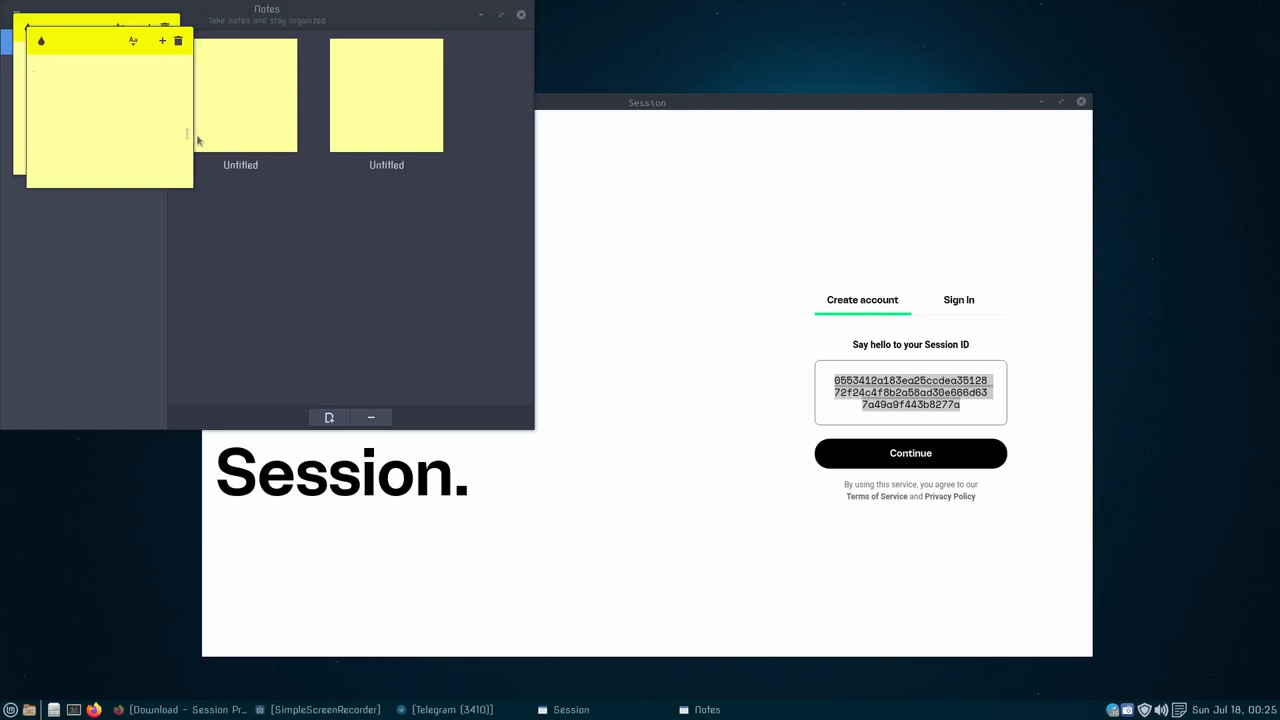 Notes
Take notes and stay organized
Aa
Untitled
Untitled
Session
Create account
Sign In
Say hello to your Session ID
0553412a183ea25ccdea35128
72f24c4f8b2a58ad30e666d63
7a49a9f443b8277a
Continue
By using this service, you agree to our
Terms of Service and Privacy Policy
Session.
[Download - Session Pr...
[SimpleScreenRecorder]
[Telegram (3410)]
Session
Notes
Sun Jul 18, 00:25